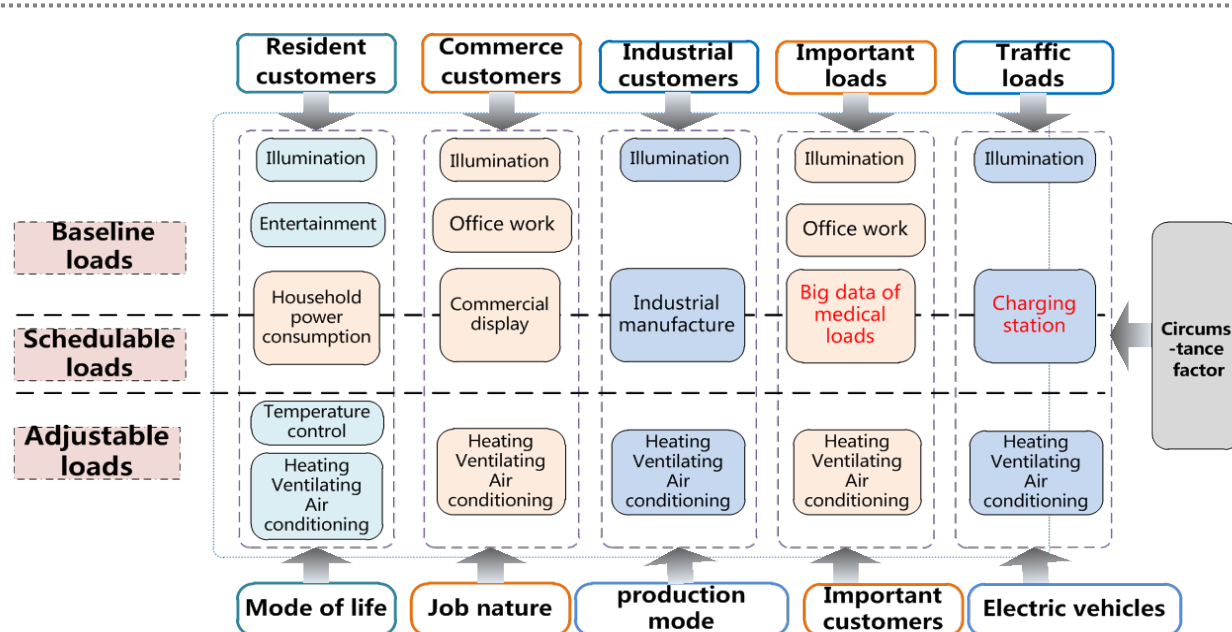 Resident
customers
Commerce
customers
Industrial
customers
Important
loads
Traffic
loads
Illumination
Illumination
Illumination
Illumination
Illumination
Baseline
loads
Entertainment
Office work
Office work
Household
power
consumption
Commercial
display
Industrial
manufacture
Big data of
medical
loads
Charging
station
Schedulable
loads
Circums
-tance
factor
Adjustable
loads
Temperature
control
Heating
Ventilating
Air
conditioning
Heating
Ventilating
Air
conditioning
Heating
Ventilating
Air
conditioning
Heating
Ventilating
Air
conditioning
Heating
Ventilating
Air
conditioning
Mode of life
Job nature
production
mode
Important
customers
Electric vehicles